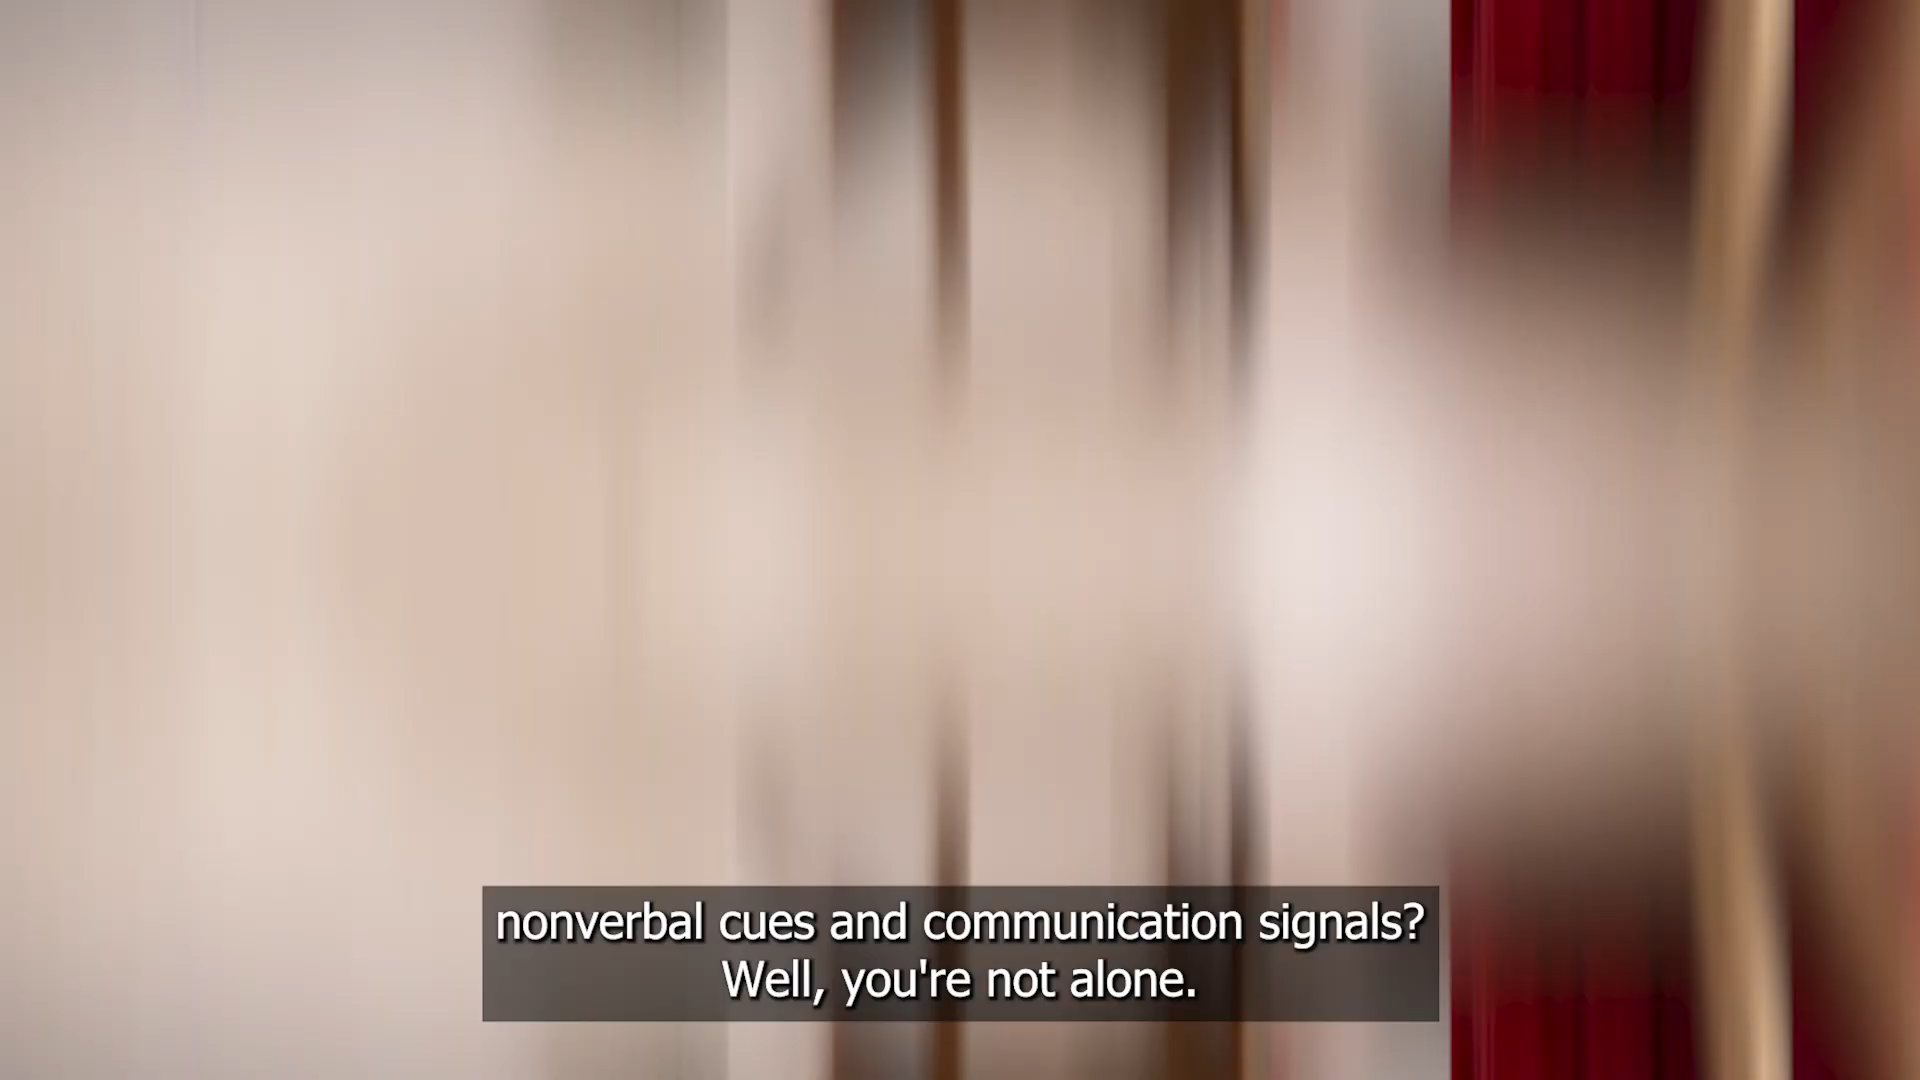 nonverbal cues and communication signals?
Well, you're not alone.